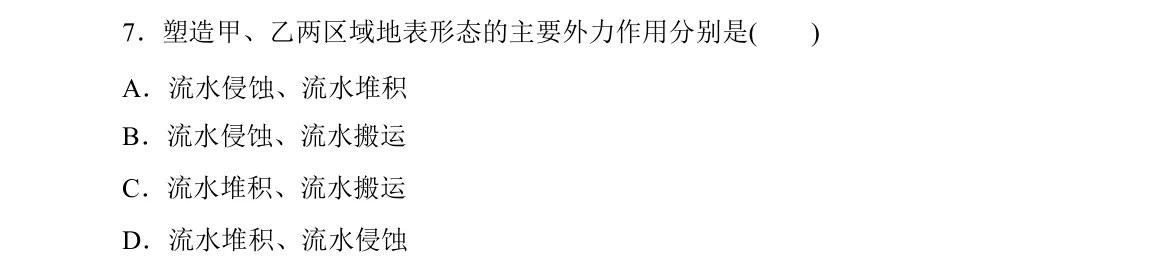 7．塑造甲、乙两区域地表形态的主要外力作用分别是(　　)
A．流水侵蚀、流水堆积
B．流水侵蚀、流水搬运
C．流水堆积、流水搬运
D．流水堆积、流水侵蚀